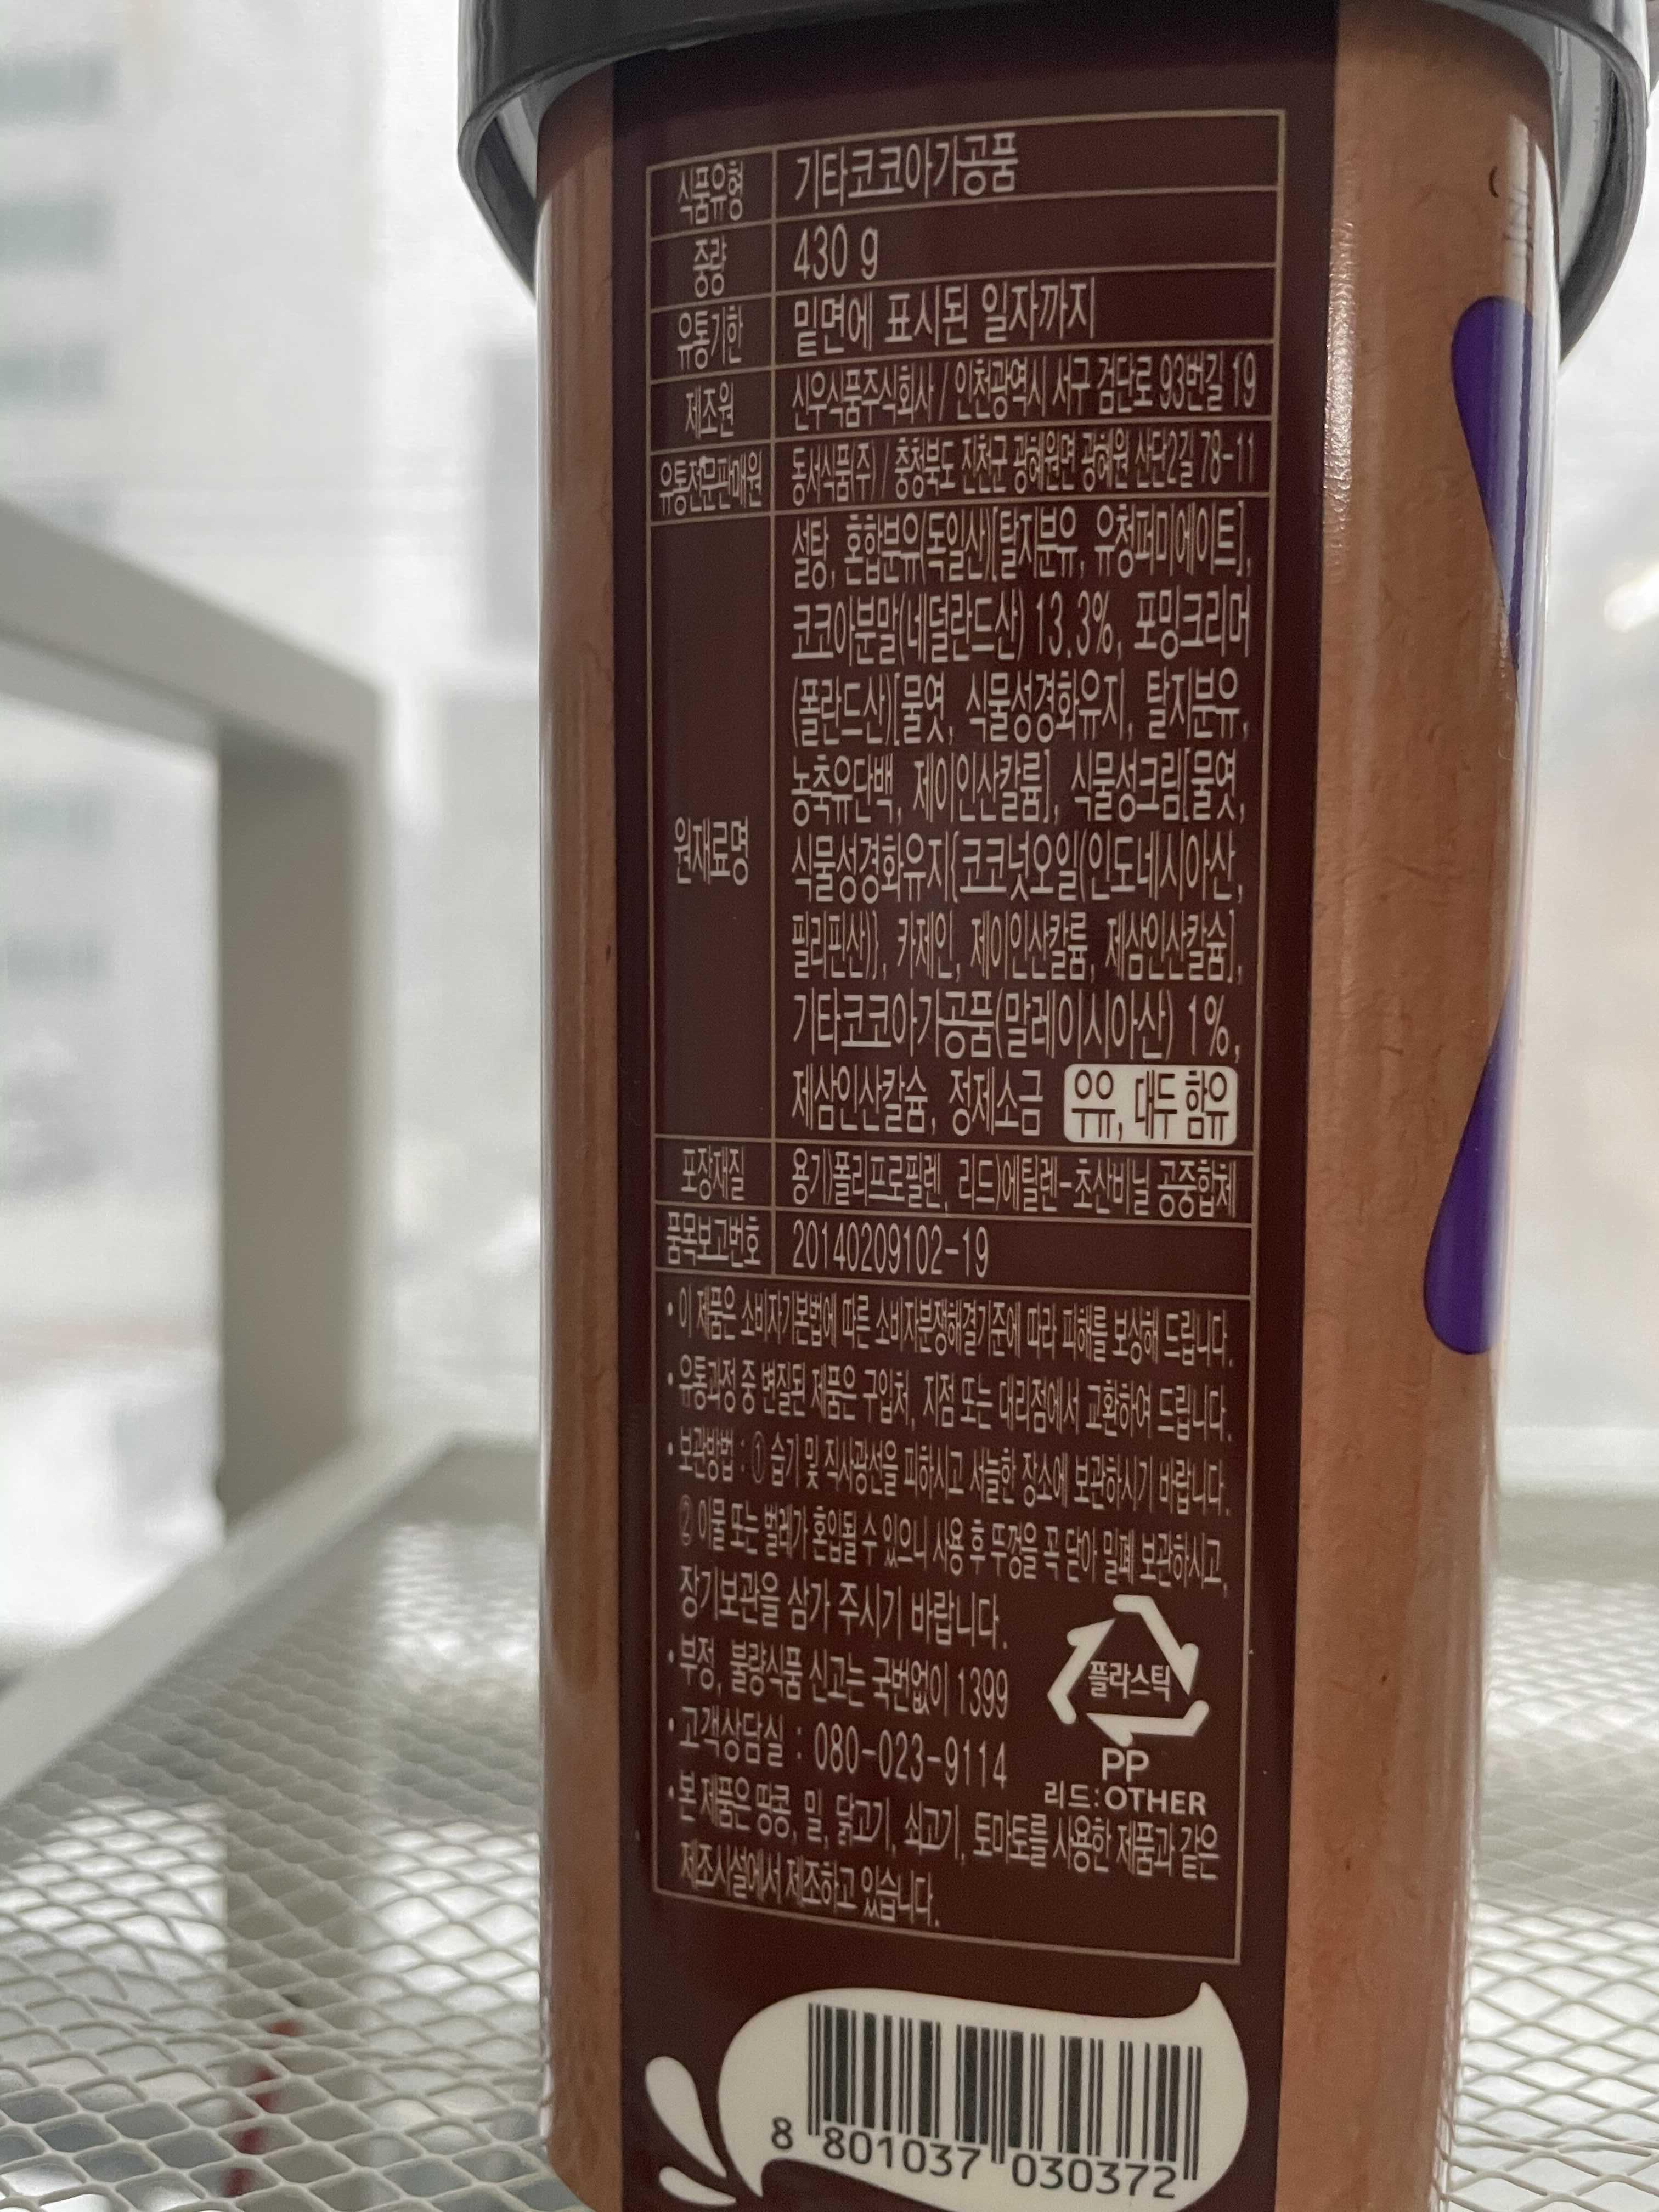 식품유형 기타코코아가공품
중량 430 g
유통기한 밑면에 표시된 일자까지
제조원 신우식품주식회사 / 인천광역시 서구 검단로 93번길 19
유통전문판매원 동서식품(주) / 충청북도 진천군 광혜원면 광혜원 산단2길 78-11
원재료명
설탕, 혼합분유(독일산)[탈지분유, 유청퍼미에이트],
코코아분말(네덜란드산) 13.3%, 포밍크리머
(폴란드산)[물엿, 식물성경화유지, 탈지분유,
농축유단백, 제이인산칼륨], 식물성크림[물엿,
식물성경화유지{코코넛오일(인도네시아산,
필리핀산)}, 카제인, 제이인산칼륨, 제삼인산칼슘],
기타코코아가공품(말레이시아산) 1%,
제삼인산칼슘, 정제소금 우유, 대두 함유
포장재질 용기)폴리프로필렌, 리드)에틸렌-초산비닐 공중합체
품목보고번호 20140209102-19
• 이 제품은 소비자기본법에 따른 소비자분쟁해결기준에 따라 피해를 보상해 드립니다.
• 유통과정 중 변질된 제품은 구입처, 지점 또는 대리점에서 교환하여 드립니다.
• 보관방법 : ① 습기 및 직사광선을 피하시고 서늘한 장소에 보관하시기 바랍니다.
② 이물 또는 벌레가 혼입될 수 있으니 사용 후 뚜껑을 꼭 닫아 밀폐 보관하시고,
장기보관을 삼가 주시기 바랍니다.
• 부정, 불량식품 신고는 국번없이 1399
• 고객상담실 : 080-023-9114
플라스틱
PP
리드:OTHER
• 본 제품은 땅콩, 밀, 닭고기, 쇠고기, 토마토를 사용한 제품과 같은
제조시설에서 제조하고 있습니다.
8 801037 030372